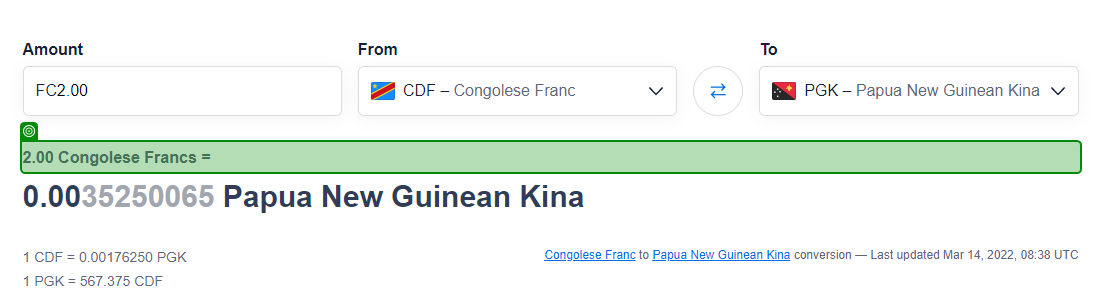 Amount
From
To
FC2.00
CDF – Congolese Franc
PGK – Papua New Guinean Kina
2.00 Congolese Francs =
0.0035250065 Papua New Guinean Kina
1 CDF = 0.00176250 PGK
Congolese Franc to Papua New Guinean Kina conversion — Last updated Mar 14, 2022, 08:38 UTC
1 PGK = 567.375 CDF